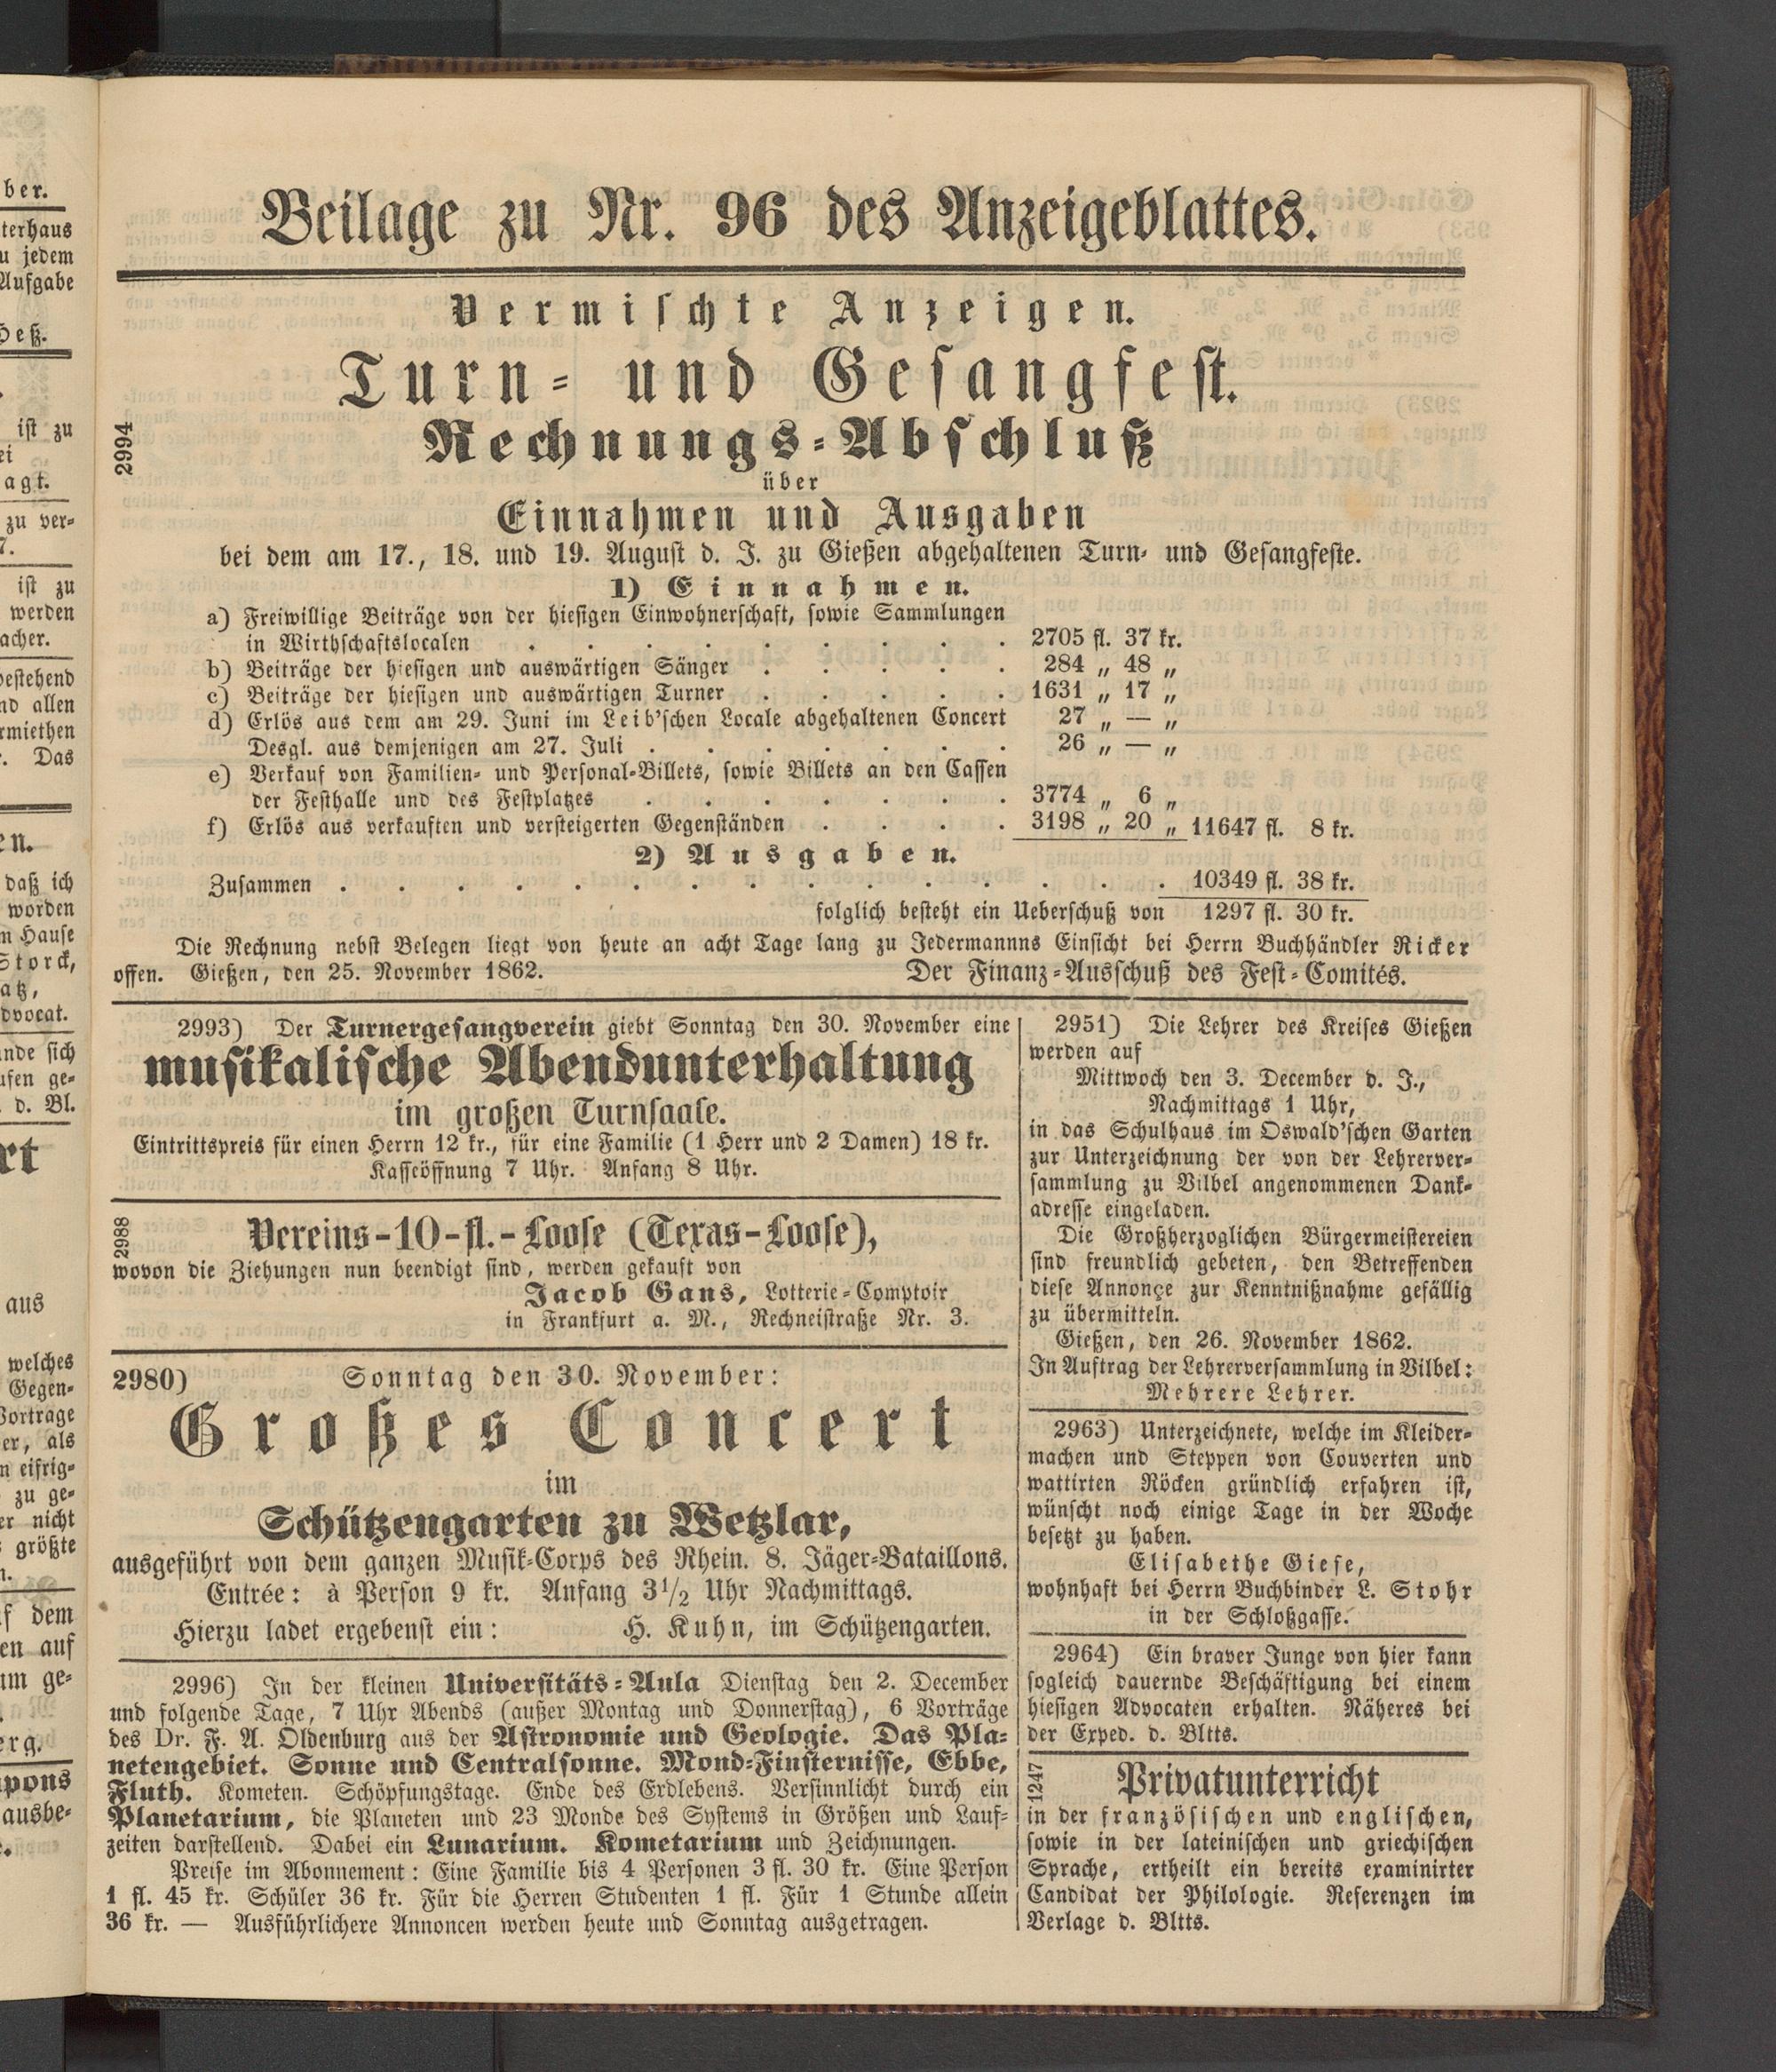 Beilage zu Nr. 96 des Anzeigeblattes.
Vermischte Anzeigen.
Turn- und Gesangfest.
2994
Rechnungs-Abschluß
über
Einnahmen und Ausgaben
bei dem am 17., 18. und 19. August d. J. zu Gießen abgehaltenen Turn- und Gesangfeste.
1) Einnahmen.
a) Freiwillige Beiträge von der hiesigen Einwohnerschaft, sowie Sammlungen
in Wirthschaftslocalen . . . . . . . . . 2705 fl. 37 kr.
b) Beiträge der hiesigen und auswärtigen Sänger . . . . . 284 „ 48 „
c) Beiträge der hiesigen und auswärtigen Turner . . . . . 1631 „ 17 „
d) Erlös aus dem am 29. Juni im Leib'schen Locale abgehaltenen Concert 27 „ — „
Desgl. aus demjenigen am 27. Juli . . . . . . . 26 „ — „
e) Verkauf von Familien- und Personal-Billets, sowie Billets an den Cassen
der Festhalle und des Festplatzes . . . . . . . 3774 „ 6 „
f) Erlös aus verkauften und versteigerten Gegenständen . . . . 3198 „ 20 „ 11647 fl. 8 kr.
2) Ausgaben.
Zusammen . . . . . . . . . . . . . . . 10349 fl. 38 kr.
folglich besteht ein Ueberschuß von 1297 fl. 30 kr.
Die Rechnung nebst Belegen liegt von heute an acht Tage lang zu Jedermannns Einsicht bei Herrn Buchhändler Ricker
offen. Gießen, den 25. November 1862. Der Finanz-Ausschuß des Fest-Comités.
2993) Der Turnergesangverein giebt Sonntag den 30. November eine
musikalische Abendunterhaltung
im großen Turnsaale.
Eintrittspreis für einen Herrn 12 kr., für eine Familie (1 Herr und 2 Damen) 18 kr.
Kasseöffnung 7 Uhr. Anfang 8 Uhr.
2988
Vereins-10-fl.-Loose (Texas-Loose),
wovon die Ziehungen nun beendigt sind, werden gekauft von
Jacob Gans, Lotterie-Comptoir
in Frankfurt a. M., Rechneistraße Nr. 3.
2980) Sonntag den 30. November:
Großes Concert
im
Schützengarten zu Wetzlar,
ausgeführt von dem ganzen Musik-Corps des Rhein. 8. Jäger-Bataillons.
Entrée: à Person 9 kr. Anfang 3½ Uhr Nachmittags.
Hierzu ladet ergebenst ein: H. Kuhn, im Schützengarten.
2996) In der kleinen Universitäts-Aula Dienstag den 2. December
und folgende Tage, 7 Uhr Abends (außer Montag und Donnerstag), 6 Vorträge
des Dr. F. A. Oldenburg aus der Astronomie und Geologie. Das Pla-
netengebiet. Sonne und Centralsonne. Mond-Finsternisse, Ebbe,
Fluth. Kometen. Schöpfungstage. Ende des Erdlebens. Versinnlicht durch ein
Planetarium, die Planeten und 23 Monde des Systems in Größen und Lauf-
zeiten darstellend. Dabei ein Lunarium. Kometarium und Zeichnungen.
Preise im Abonnement: Eine Familie bis 4 Personen 3 fl. 30 kr. Eine Person
1 fl. 45 kr. Schüler 36 kr. Für die Herren Studenten 1 fl. Für 1 Stunde allein
36 kr. — Ausführlichere Annoncen werden heute und Sonntag ausgetragen.
2951) Die Lehrer des Kreises Gießen
werden auf
Mittwoch den 3. December d. J.,
Nachmittags 1 Uhr,
in das Schulhaus im Oswald'schen Garten
zur Unterzeichnung der von der Lehrerver-
sammlung zu Vilbel angenommenen Dank-
adresse eingeladen.
Die Großherzoglichen Bürgermeistereien
sind freundlich gebeten, den Betreffenden
diese Annonçe zur Kenntnißnahme gefällig
zu übermitteln.
Gießen, den 26. November 1862.
In Auftrag der Lehrerversammlung in Vilbel:
Mehrere Lehrer.
2963) Unterzeichnete, welche im Kleider-
machen und Steppen von Couverten und
wattirten Röcken gründlich erfahren ist,
wünscht noch einige Tage in der Woche
besetzt zu haben.
Elisabethe Giese,
wohnhaft bei Herrn Buchbinder L. Stohr
in der Schloßgasse.
2964) Ein braver Junge von hier kann
sogleich dauernde Beschäftigung bei einem
hiesigen Advocaten erhalten. Näheres bei
der Exped. d. Bltts.
1247
Privatunterricht
in der französischen und englischen,
sowie in der lateinischen und griechischen
Sprache, ertheilt ein bereits examinirter
Candidat der Philologie. Referenzen im
Verlage d. Bltts.